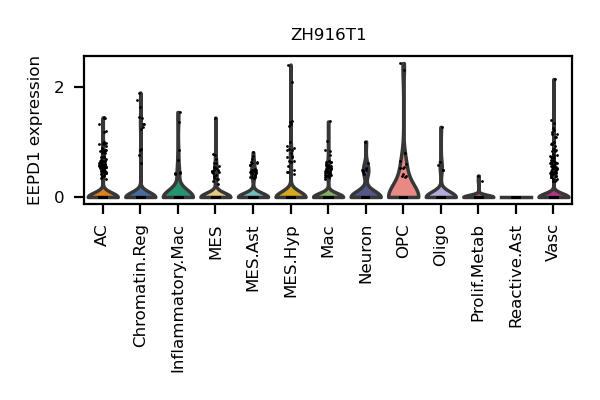 ZH916T1
EEPD1 expression
2
0
AC
Chromatin.Reg
Inflammatory.Mac
MES
MES.Ast
MES.Hyp
Mac
Neuron
OPC
Oligo
Prolif.Metab
Reactive.Ast
Vasc